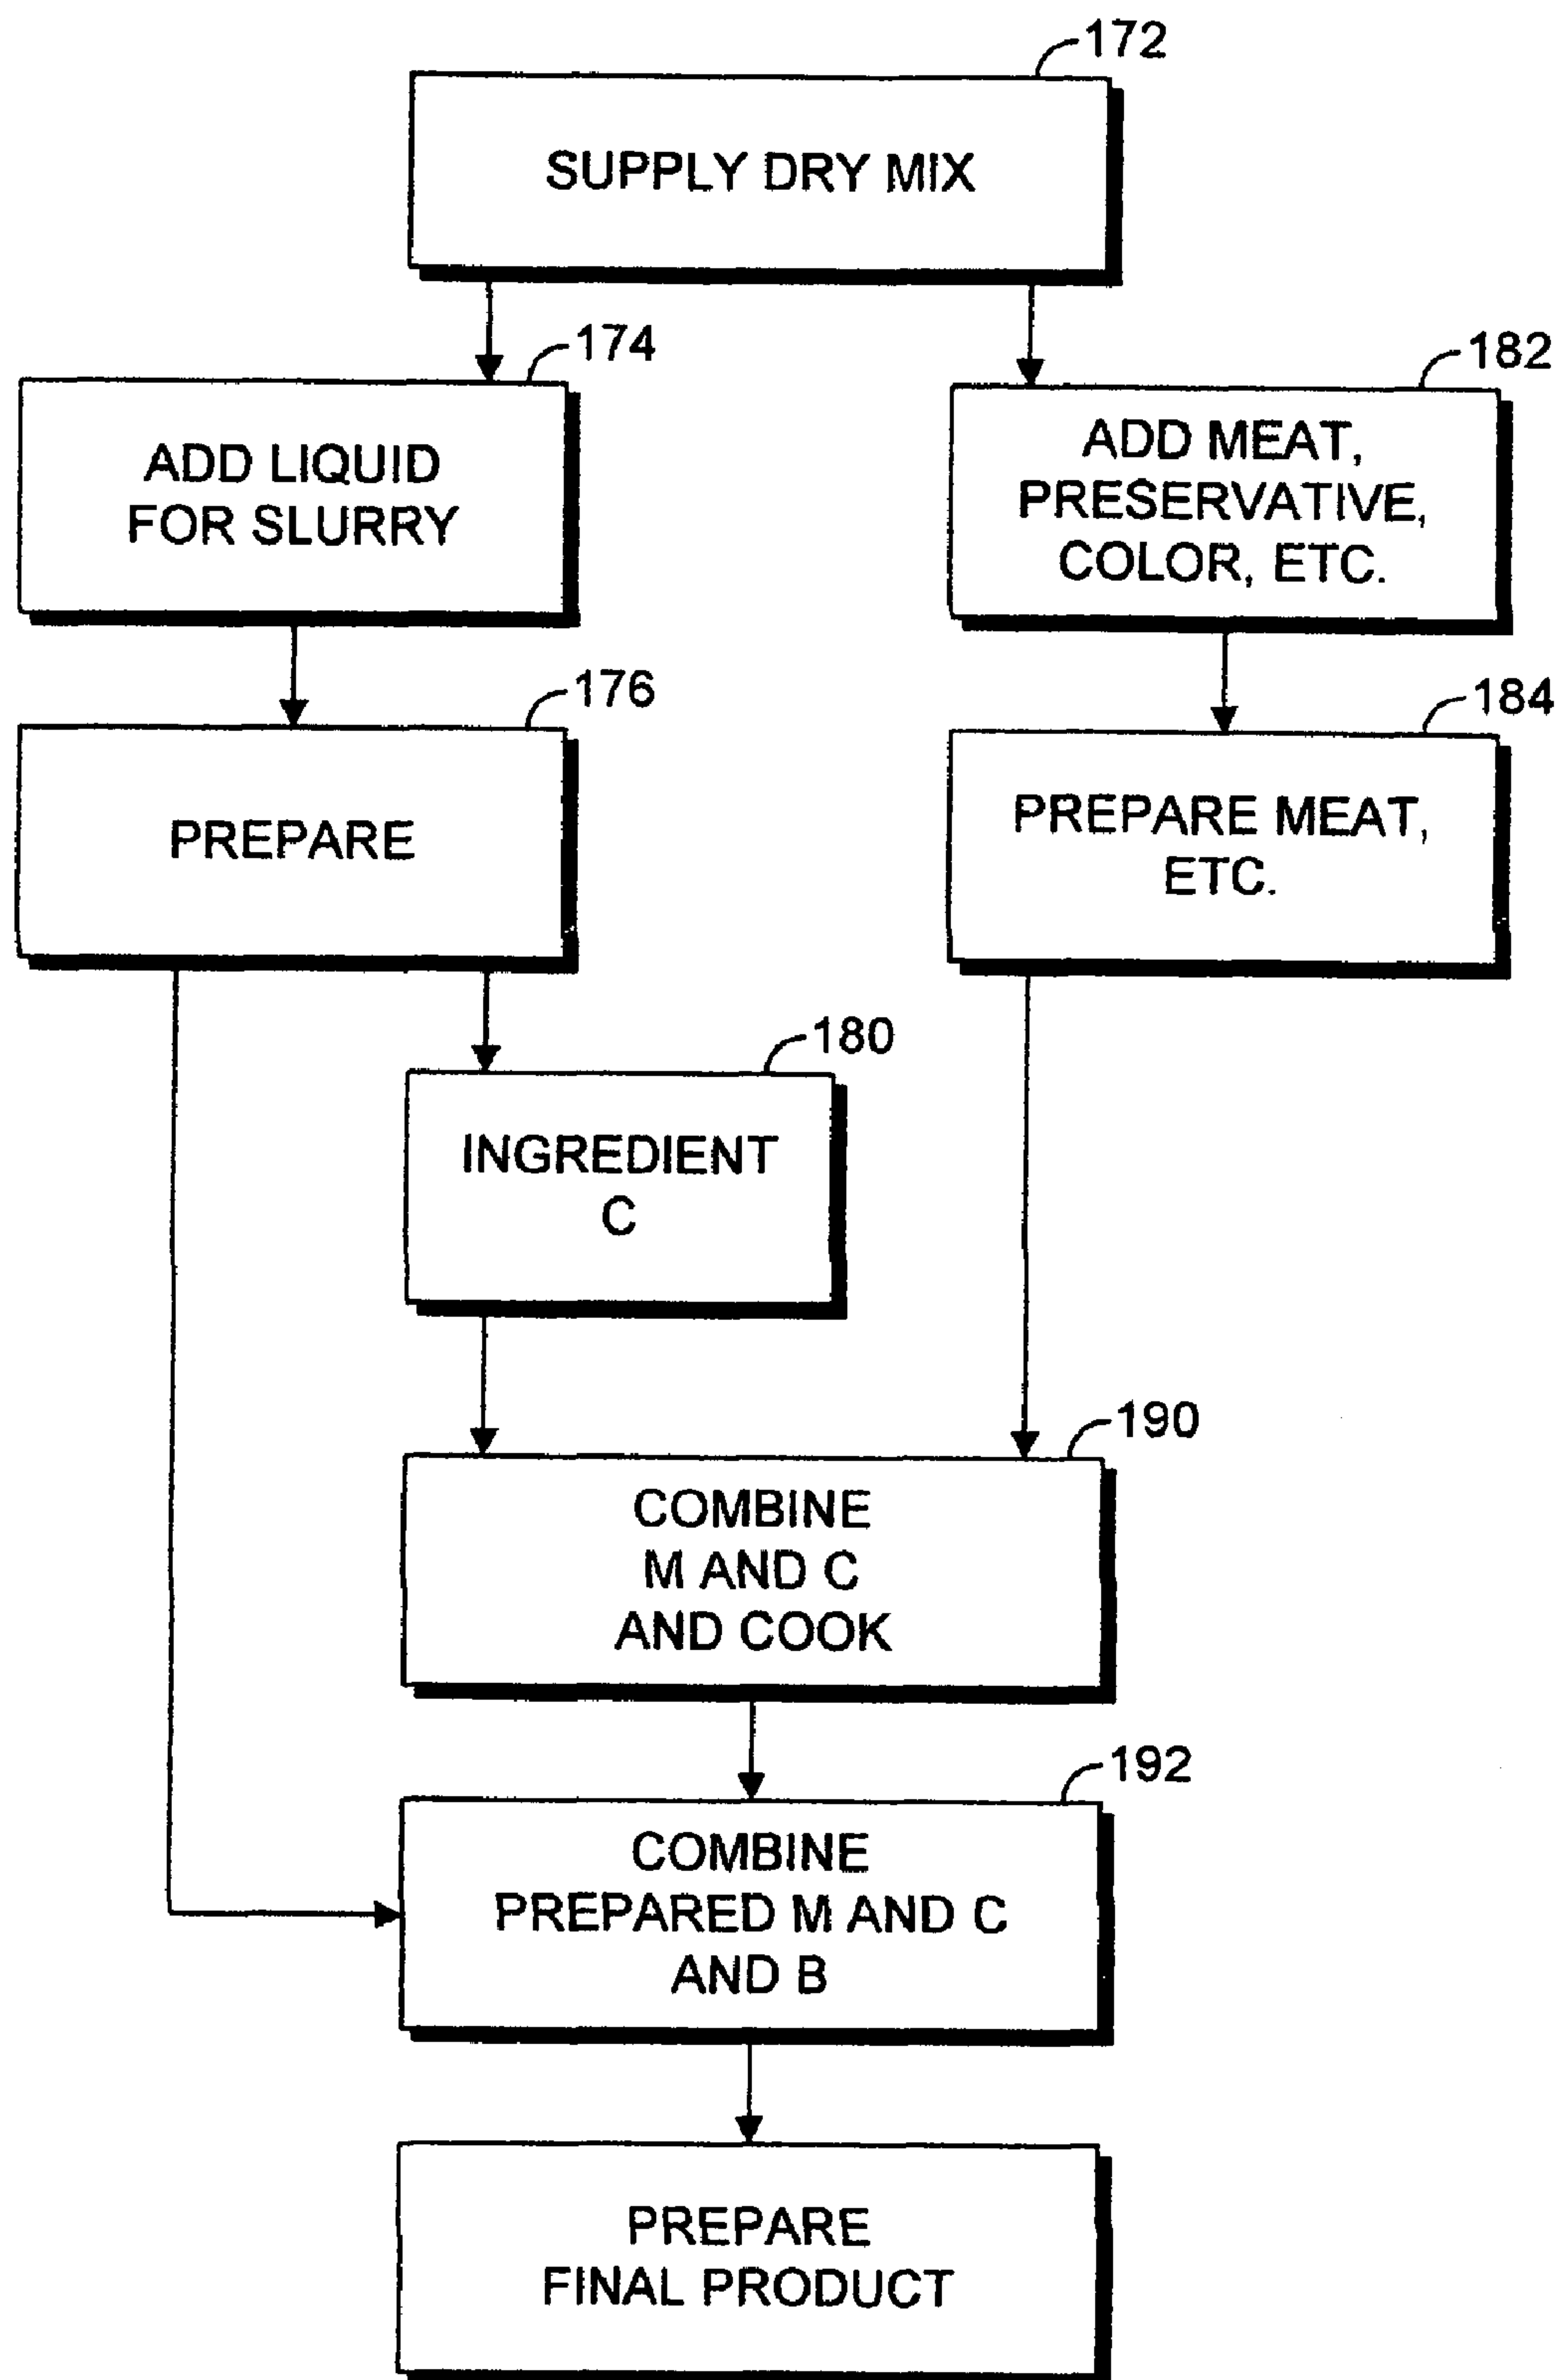 172
SUPPLY DRY MIX
174
ADD LIQUID
FOR SLURRY
182
ADD MEAT,
PRESERVATIVE,
COLOR, ETC.
176
PREPARE
184
PREPARE MEAT,
ETC.
180
INGREDIENT
C
190
COMBINE
M AND C
AND COOK
192
COMBINE
PREPARED M AND C
AND B
PREPARE
FINAL PRODUCT